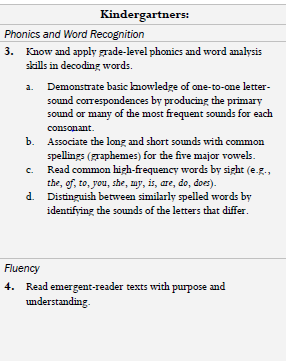 Kindergartners:
Phonics and Word Recognition
3. Know and apply grade-level phonics and word analysis
skills in decoding words.
a. Demonstrate basic knowledge of one-to-one letter-
sound correspondences by producing the primary
sound or many of the most frequent sounds for each
consonant.
b. Associate the long and short sounds with common
spellings (graphemes) for the five major vowels.
c. Read common high-frequency words by sight (e.g.,
the, of, to, you, she, my, is, are, do, does).
d. Distinguish between similarly spelled words by
identifying the sounds of the letters that differ.
Fluency
4. Read emergent-reader texts with purpose and
understanding.